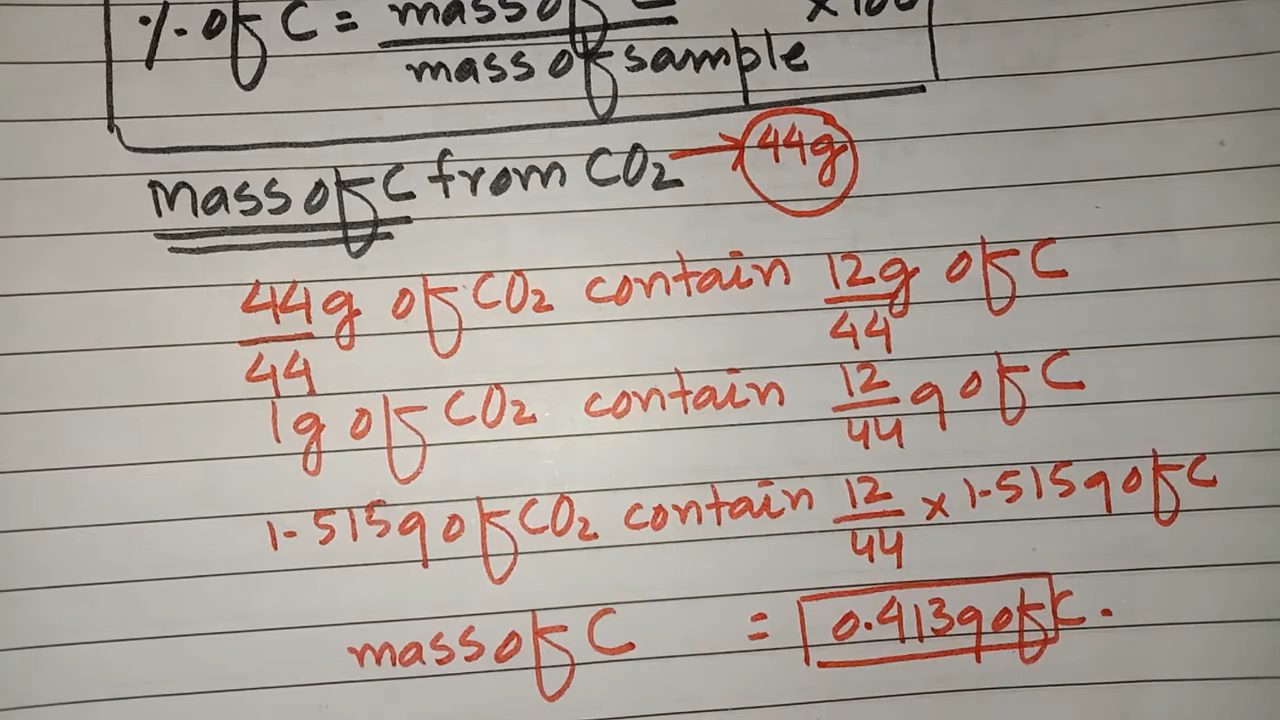 %. of C = mass of C x100
mass of sample
mass of C from CO2 → 44g
44g of CO2 contain 12g of C
44 44
1g of CO2 contain 12/44 g of C
1.515g of CO2 contain 12/44 x 1.515g of C
mass of C = 0.413g of C.